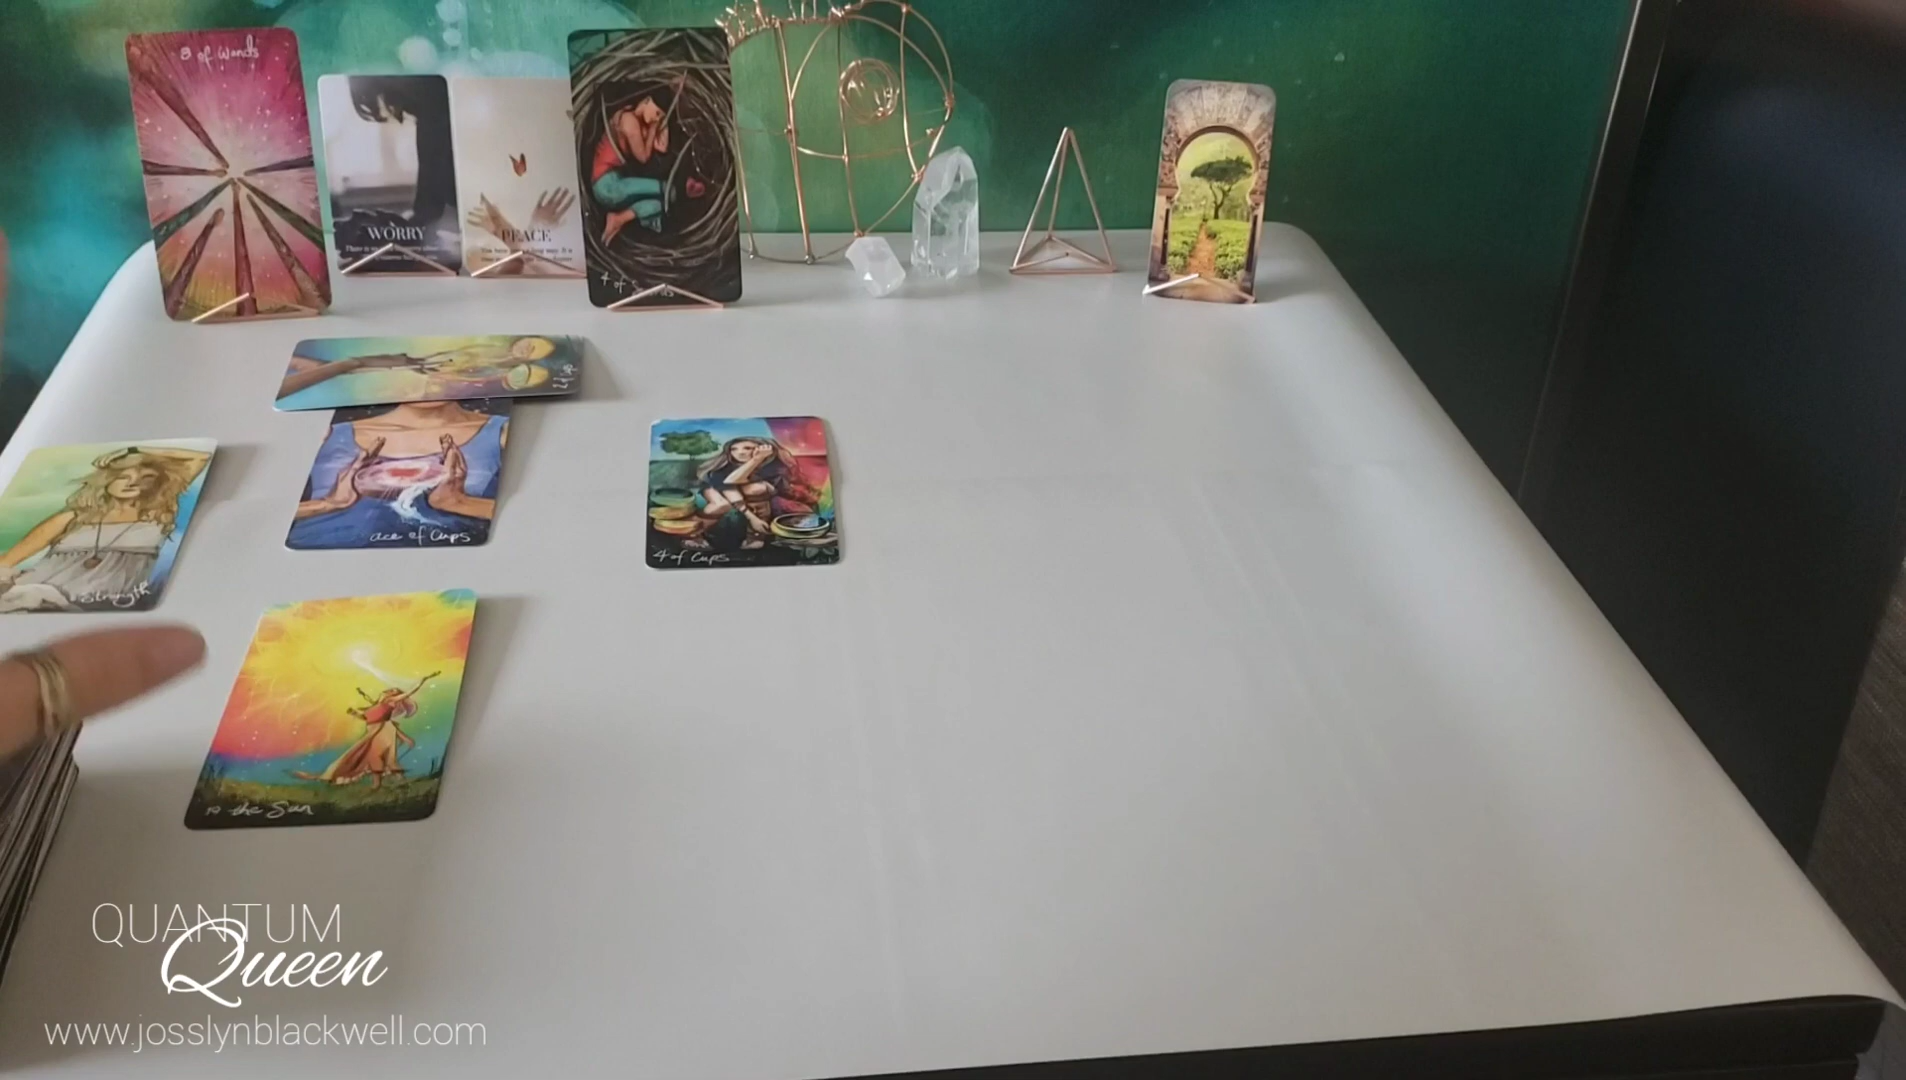 8 of Wands
WORRY
PEACE
4 of Swords
ace of Cups
4 of Cups
Strength
19 the Sun
QUANTUM
Queen
www.josslynblackwell.com